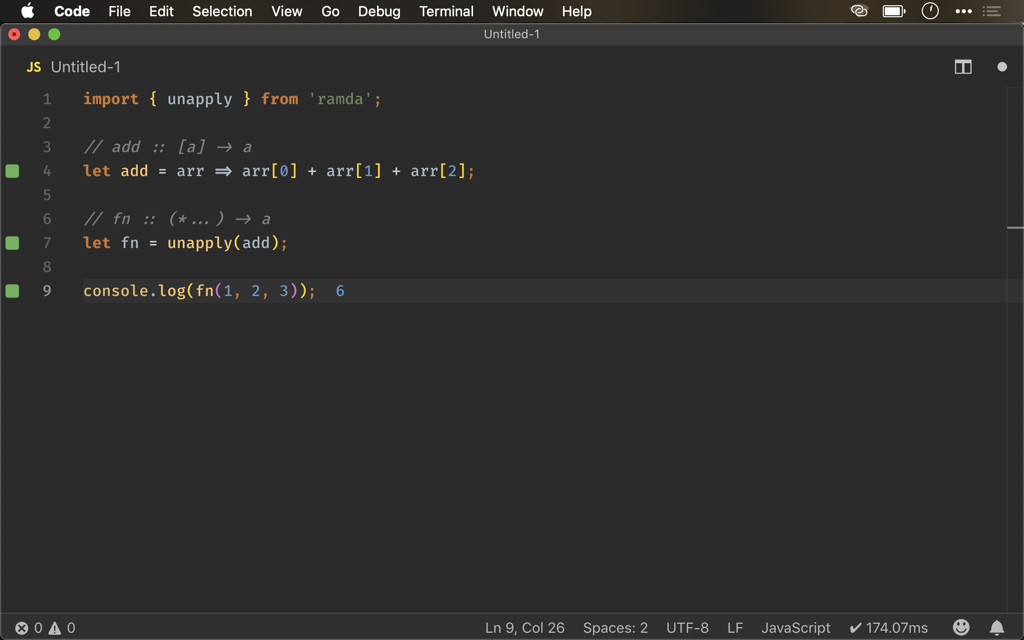 Code File Edit Selection View Go Debug Terminal Window Help
Untitled-1
JS Untitled-1
1 import { unapply } from 'ramda';
2
3 // add :: [a] → a
4 let add = arr ⇒ arr[0] + arr[1] + arr[2];
5
6 // fn :: (*...) → a
7 let fn = unapply(add);
8
9 console.log(fn(1, 2, 3)); 6
0 0 Ln 9, Col 26 Spaces: 2 UTF-8 LF JavaScript ✔ 174.07ms